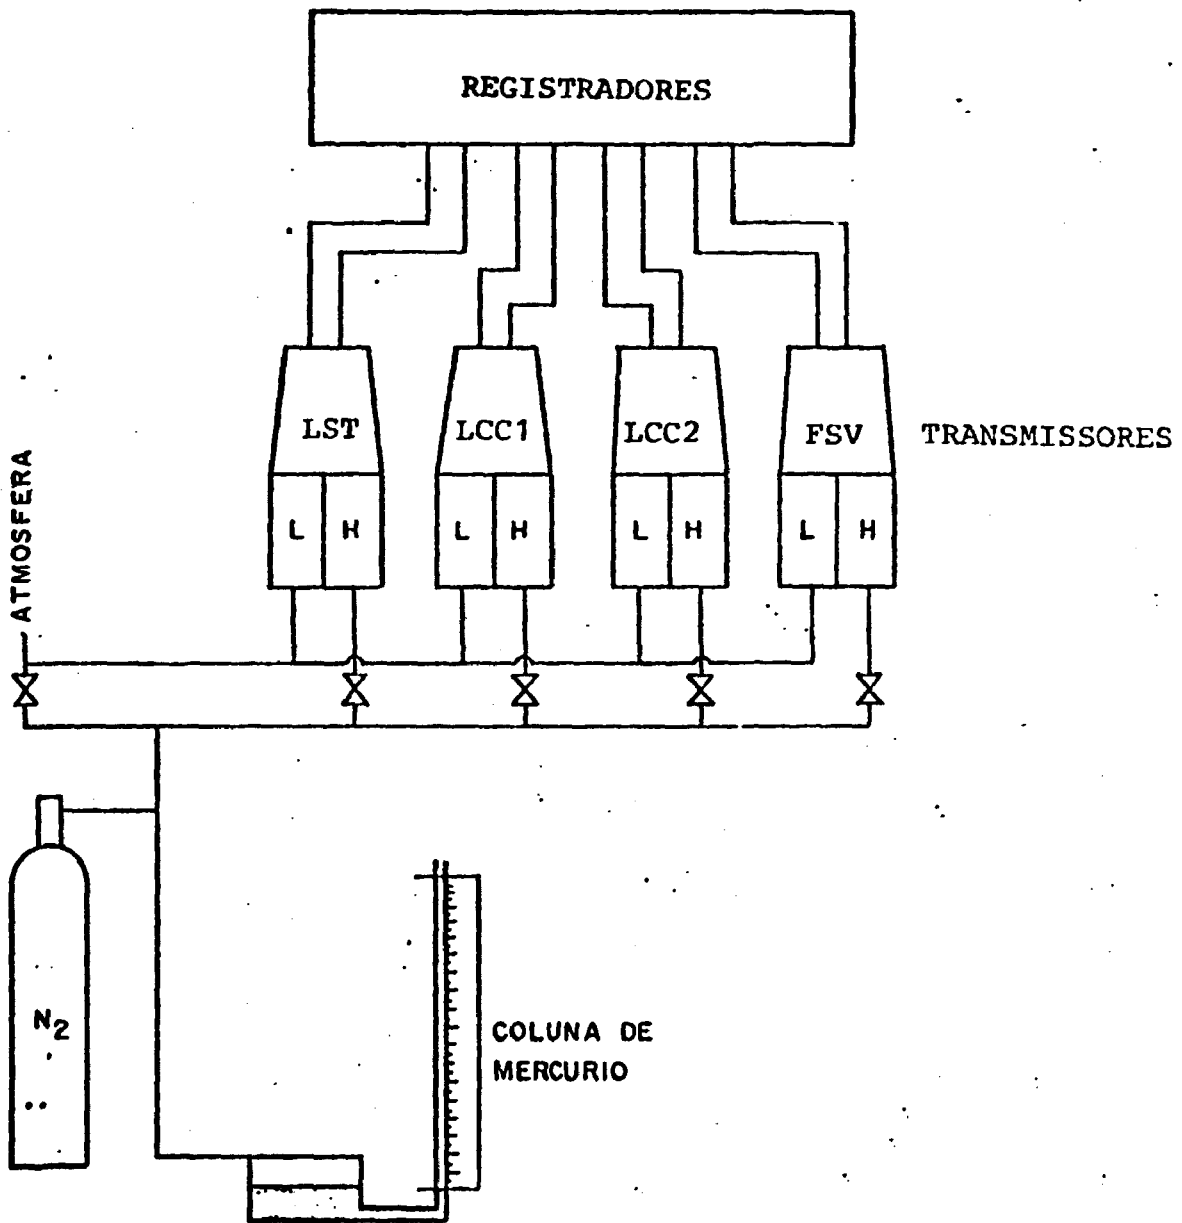 REGISTRADORES
LST
LCC1
LCC2
FSV
TRANSMISSORES
L
H
L
H
L
H
L
H
ATMOSFERA
N2
COLUNA DE
MERCURIO